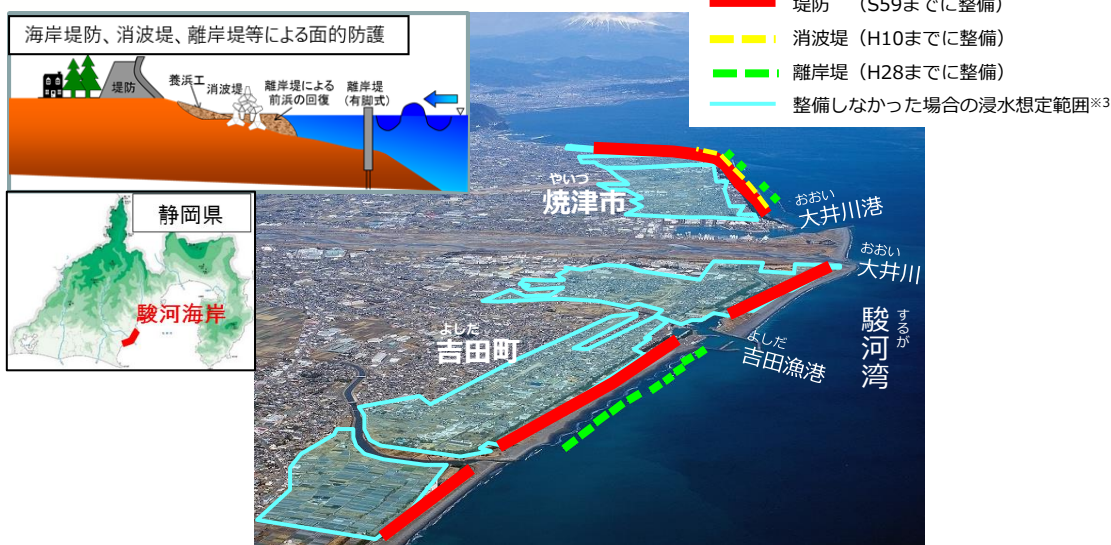 堤防 （S59までに整備）
消波堤（H10までに整備）
離岸堤（H28までに整備）
整備しなかった場合の浸水想定範囲※3
海岸堤防、消波堤、離岸堤等による面的防護
堤防
養浜工
消波堤
離岸堤による
前浜の回復
離岸堤
（有脚式）
静岡県
駿河海岸
やいづ
焼津市
おおい
大井川港
おおい
大井川
よしだ
吉田町
よしだ
吉田漁港
するが
駿河湾